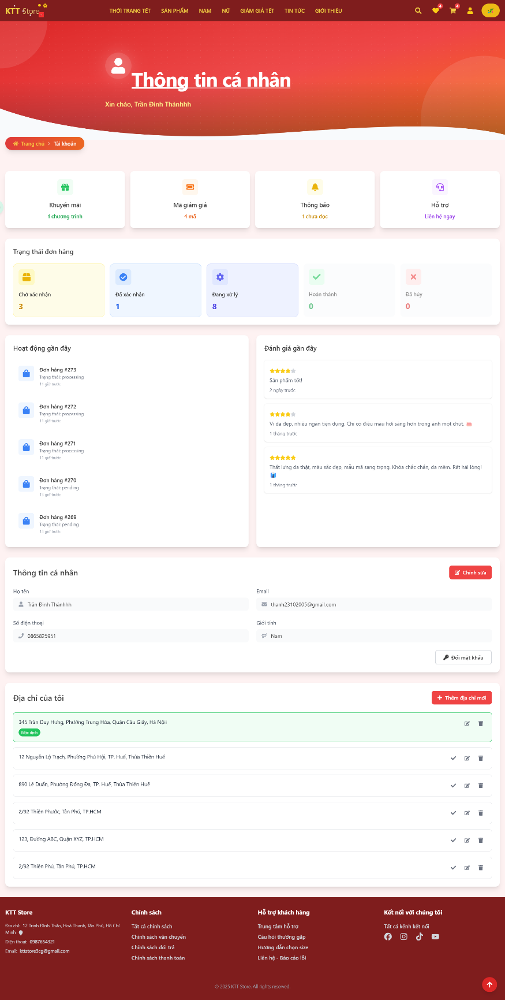 KTT Store
THỜI TRANG TẾT SẢN PHẨM NAM NỮ GIẢM GIÁ TẾT TIN TỨC GIỚI THIỆU
4 4
Thông tin cá nhân
Xin chào, Trần Đình Thànhhh
Trang chủ Tài khoản
Khuyến mãi
1 chương trình
Mã giảm giá
4 mã
Thông báo
1 chưa đọc
Hỗ trợ
Liên hệ ngay
Trạng thái đơn hàng
Chờ xác nhận
3
Đã xác nhận
1
Đang xử lý
8
Hoàn thành
0
Đã hủy
0
Hoạt động gần đây
Đơn hàng #273
Trạng thái: processing
11 giờ trước
Đơn hàng #272
Trạng thái: processing
11 giờ trước
Đơn hàng #271
Trạng thái: processing
11 giờ trước
Đơn hàng #270
Trạng thái: pending
13 giờ trước
Đơn hàng #269
Trạng thái: pending
13 giờ trước
Đánh giá gần đây
Sản phẩm tốt!
2 ngày trước
Ví da đẹp, nhiều ngăn tiện dụng. Chỉ có điều màu hơi sáng hơn trong ảnh một chút.
1 tháng trước
Thắt lưng da thật, màu sắc đẹp, mẫu mã sang trọng. Khóa chắc chắn, da mềm. Rất hài lòng!
1 tháng trước
Thông tin cá nhân
Chỉnh sửa
Họ tên
Trần Đình Thànhhh
Email
thanh23102005@gmail.com
Số điện thoại
0865825951
Giới tính
Nam
Đổi mật khẩu
Địa chỉ của tôi
Thêm địa chỉ mới
345 Trần Duy Hưng, Phường Trung Hòa, Quận Cầu Giấy, Hà Nộii
Mặc định
12 Nguyễn Lộ Trạch, Phường Phú Hội, TP. Huế, Thừa Thiên Huế
890 Lê Duẩn, Phường Đống Đa, TP. Huế, Thừa Thiên Huế
2/92 Thiên Phước, Tân Phú, TP.HCM
123, Đường ABC, Quận XYZ, TP.HCM
2/92 Thiên Phú, Tân Phú, TP.HCM
KTT Store
Địa chỉ: 12 Trịnh Đình Thảo, Hoà Thanh, Tân Phú, Hồ Chí
Minh
Điện thoại: 0987654321
Email: kttstore3cg@gmail.com
Chính sách
Tất cả chính sách
Chính sách vận chuyển
Chính sách đổi trả
Chính sách thanh toán
Hỗ trợ khách hàng
Trung tâm hỗ trợ
Câu hỏi thường gặp
Hướng dẫn chọn size
Liên hệ - Báo cáo lỗi
Kết nối với chúng tôi
Tất cả kênh kết nối
© 2025 KTT Store. All rights reserved.